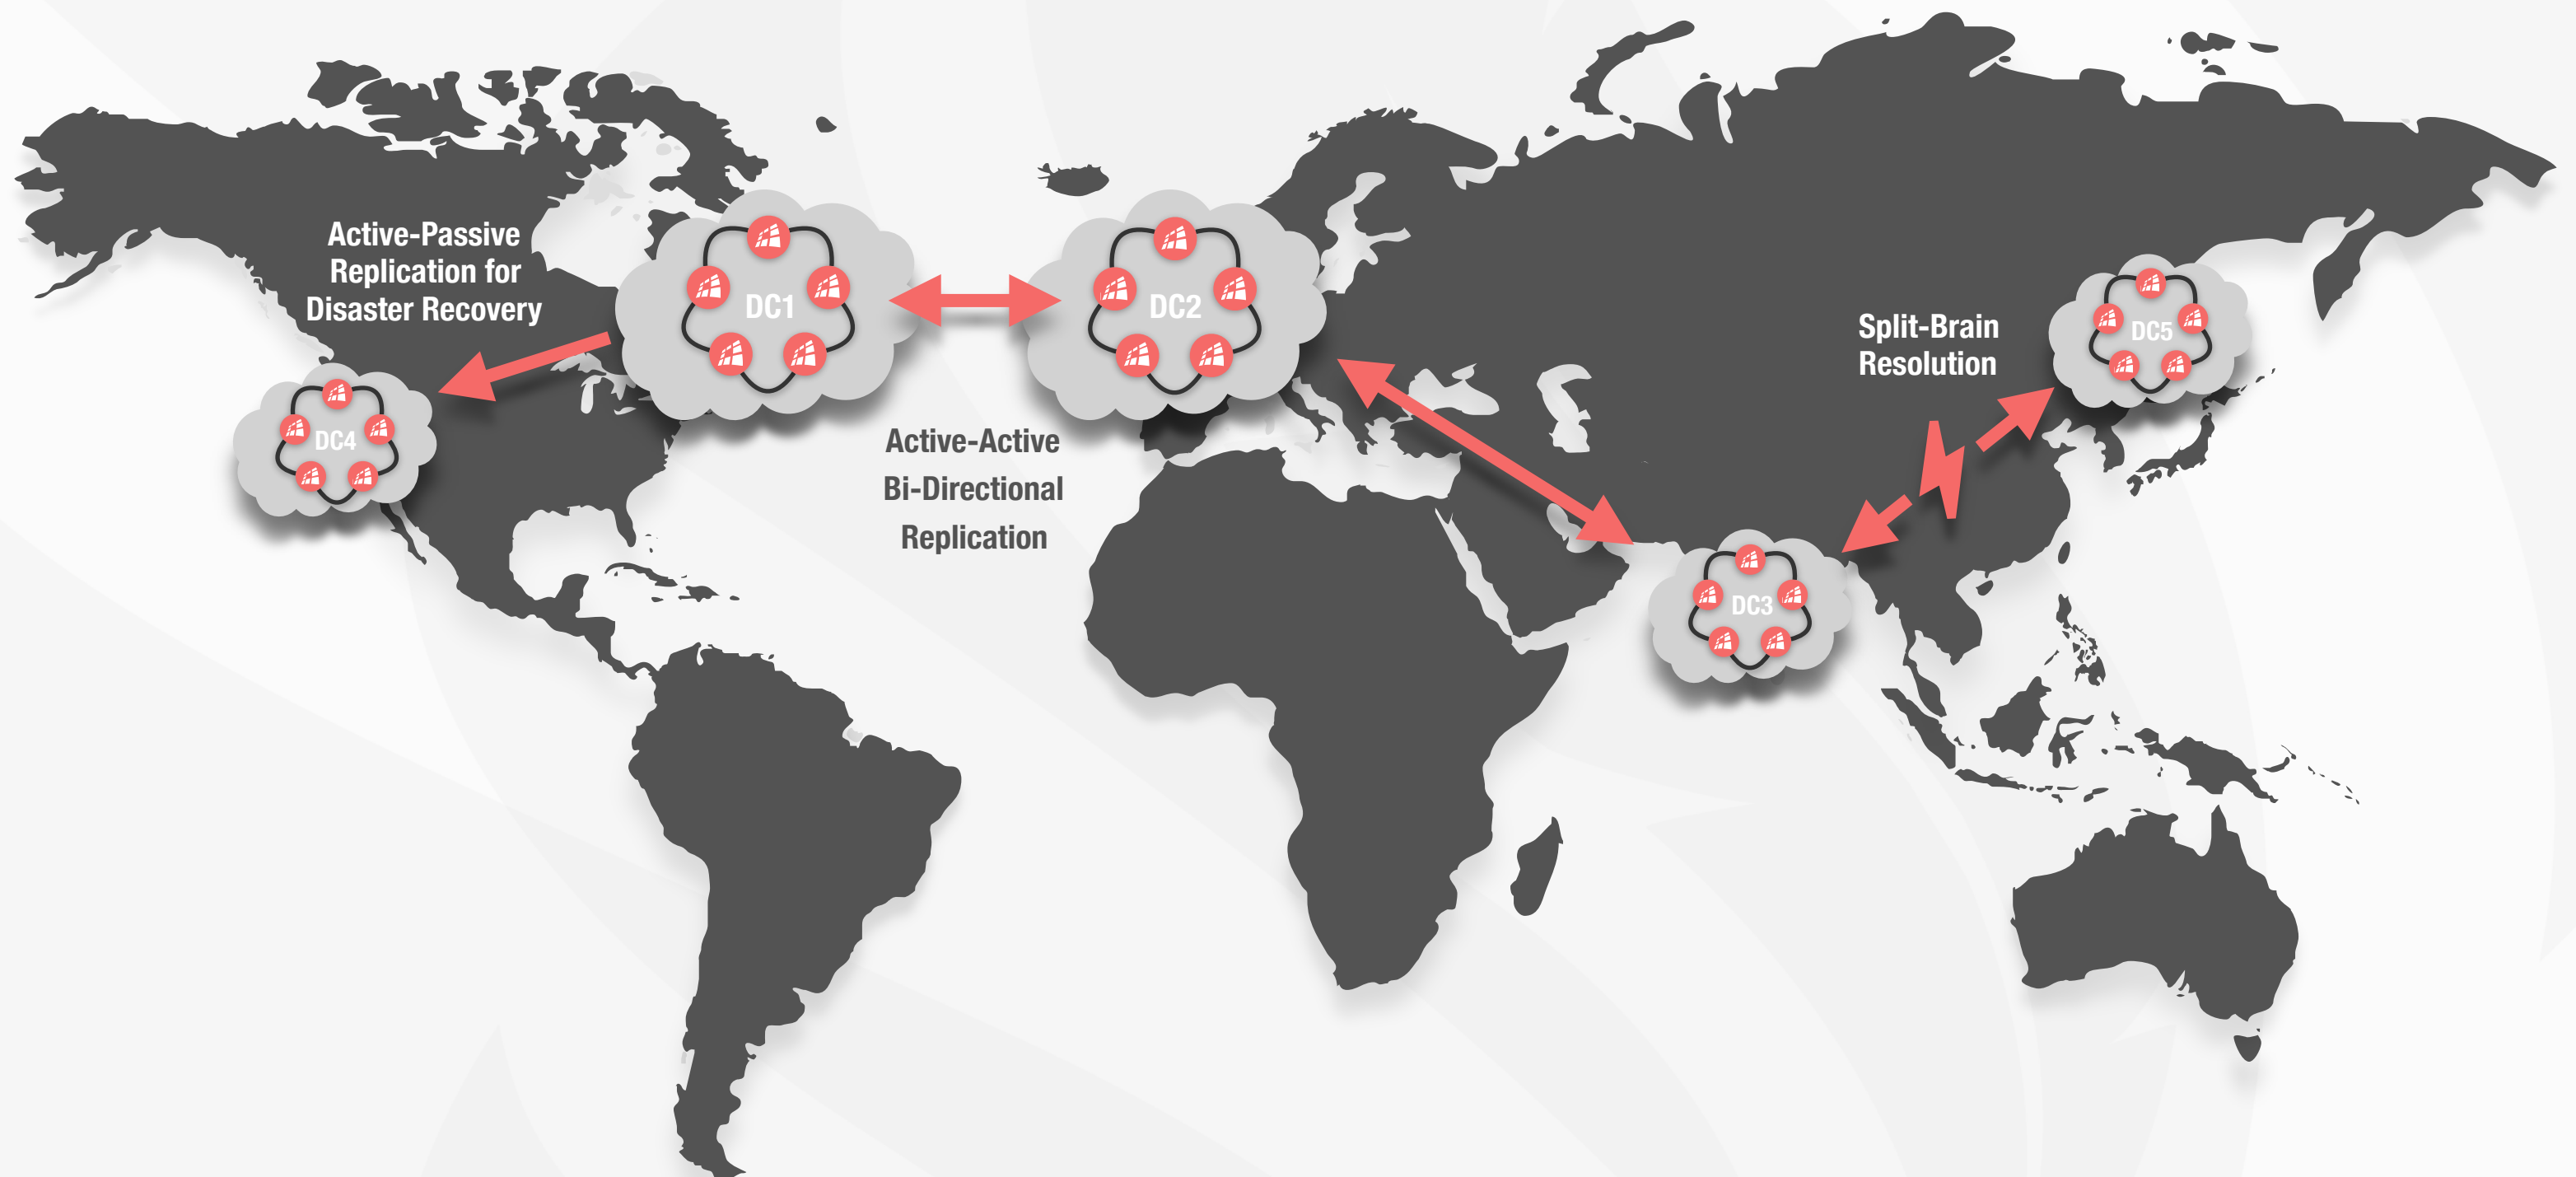 Active-Passive
Replication for
Disaster Recovery
DC1
DC2
DC4
Active-Active
Bi-Directional
Replication
Split-Brain
Resolution
DC5
DC3